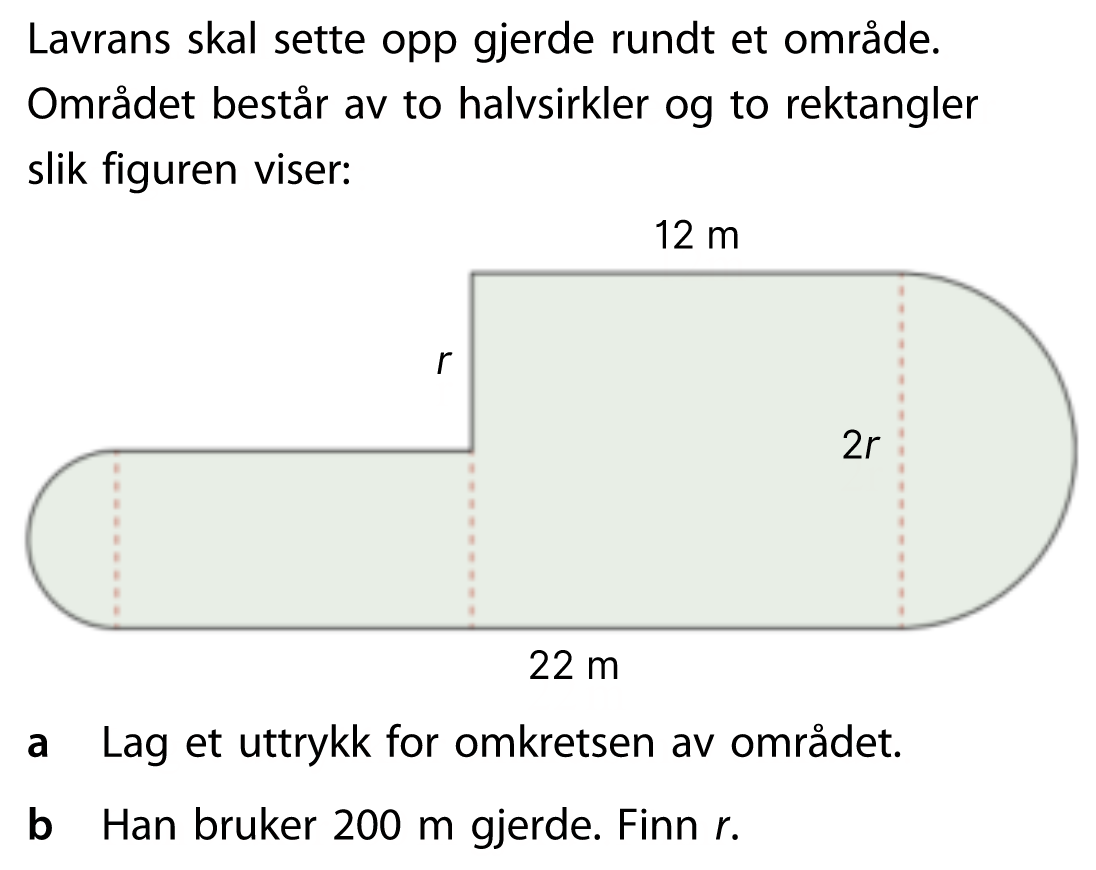 Lavrans skal sette opp gjerde rundt et område.
Området består av to halvsirkler og to rektangler
slik figuren viser:
12 m
r
2r
22 m
a Lag et uttrykk for omkretsen av området.
b Han bruker 200 m gjerde. Finn r.